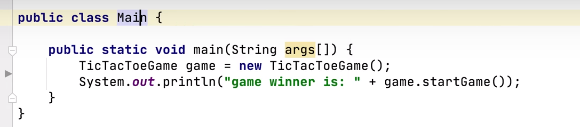 public class Main {
public static void main(String args[]) {
TicTacToeGame game = new TicTacToeGame();
System.out.println("game winner is: " + game.startGame());
}
}